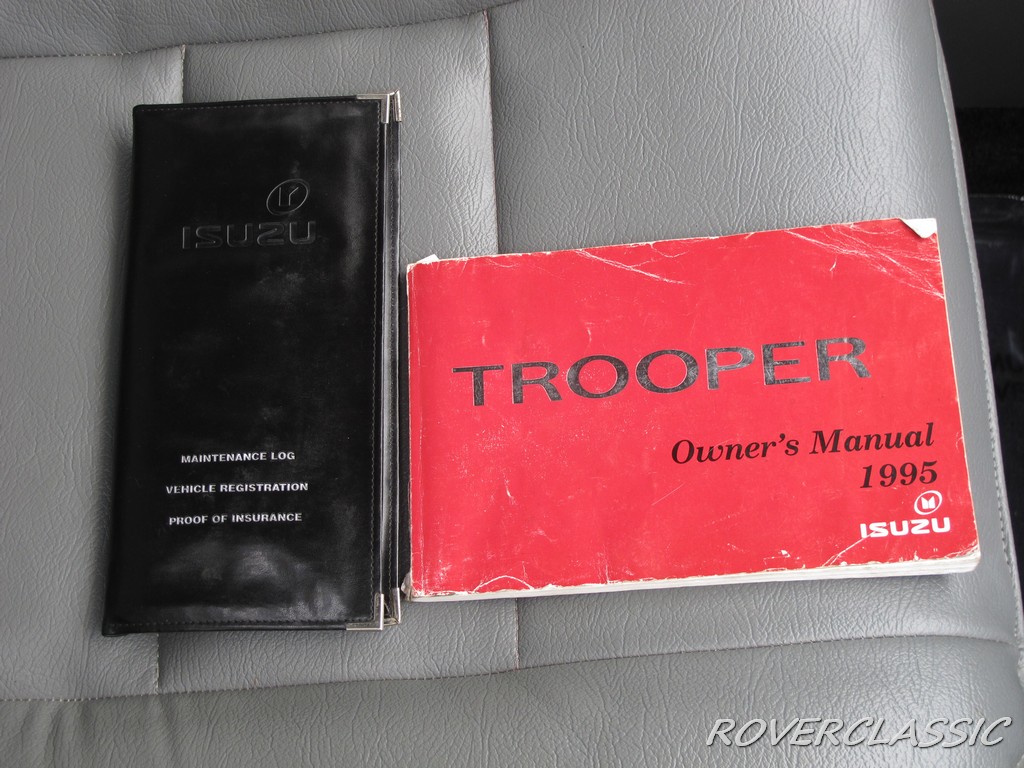 ISUZU
MAINTENANCE LOG
VEHICLE REGISTRATION
PROOF OF INSURANCE
TROOPER
Owner's Manual
1995
ISUZU
ROVERCLASSIC